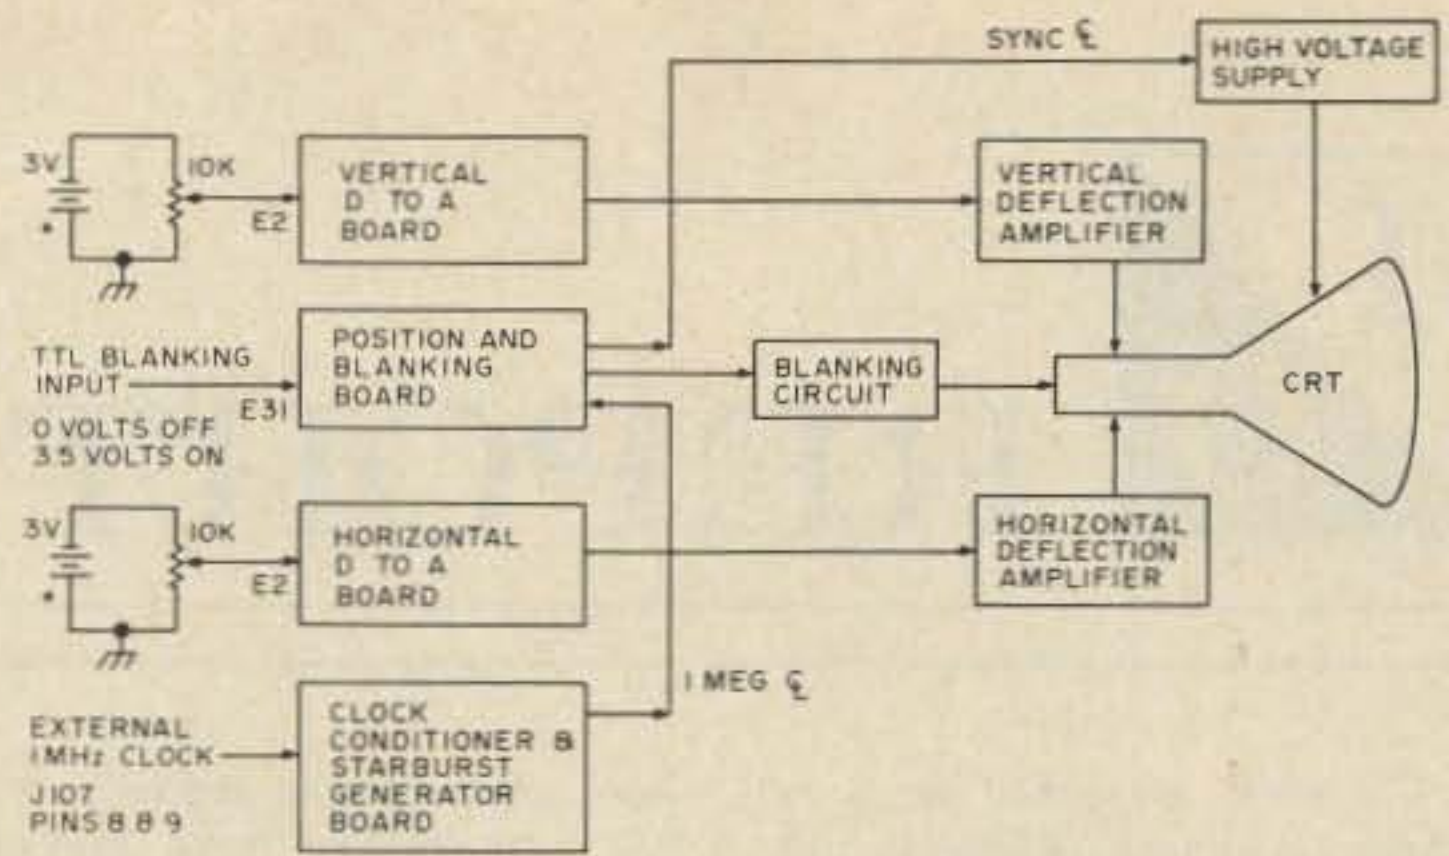 SYNC ℄
HIGH VOLTAGE
SUPPLY
3V
10K
E2
VERTICAL
D TO A
BOARD
VERTICAL
DEFLECTION
AMPLIFIER
TTL BLANKING
INPUT
E31
0 VOLTS OFF
3.5 VOLTS ON
POSITION AND
BLANKING
BOARD
BLANKING
CIRCUIT
CRT
3V
10K
E2
HORIZONTAL
D TO A
BOARD
HORIZONTAL
DEFLECTION
AMPLIFIER
1 MEG ℄
EXTERNAL
1MHz CLOCK
J107
PINS 8 & 9
CLOCK
CONDITIONER &
STARBURST
GENERATOR
BOARD